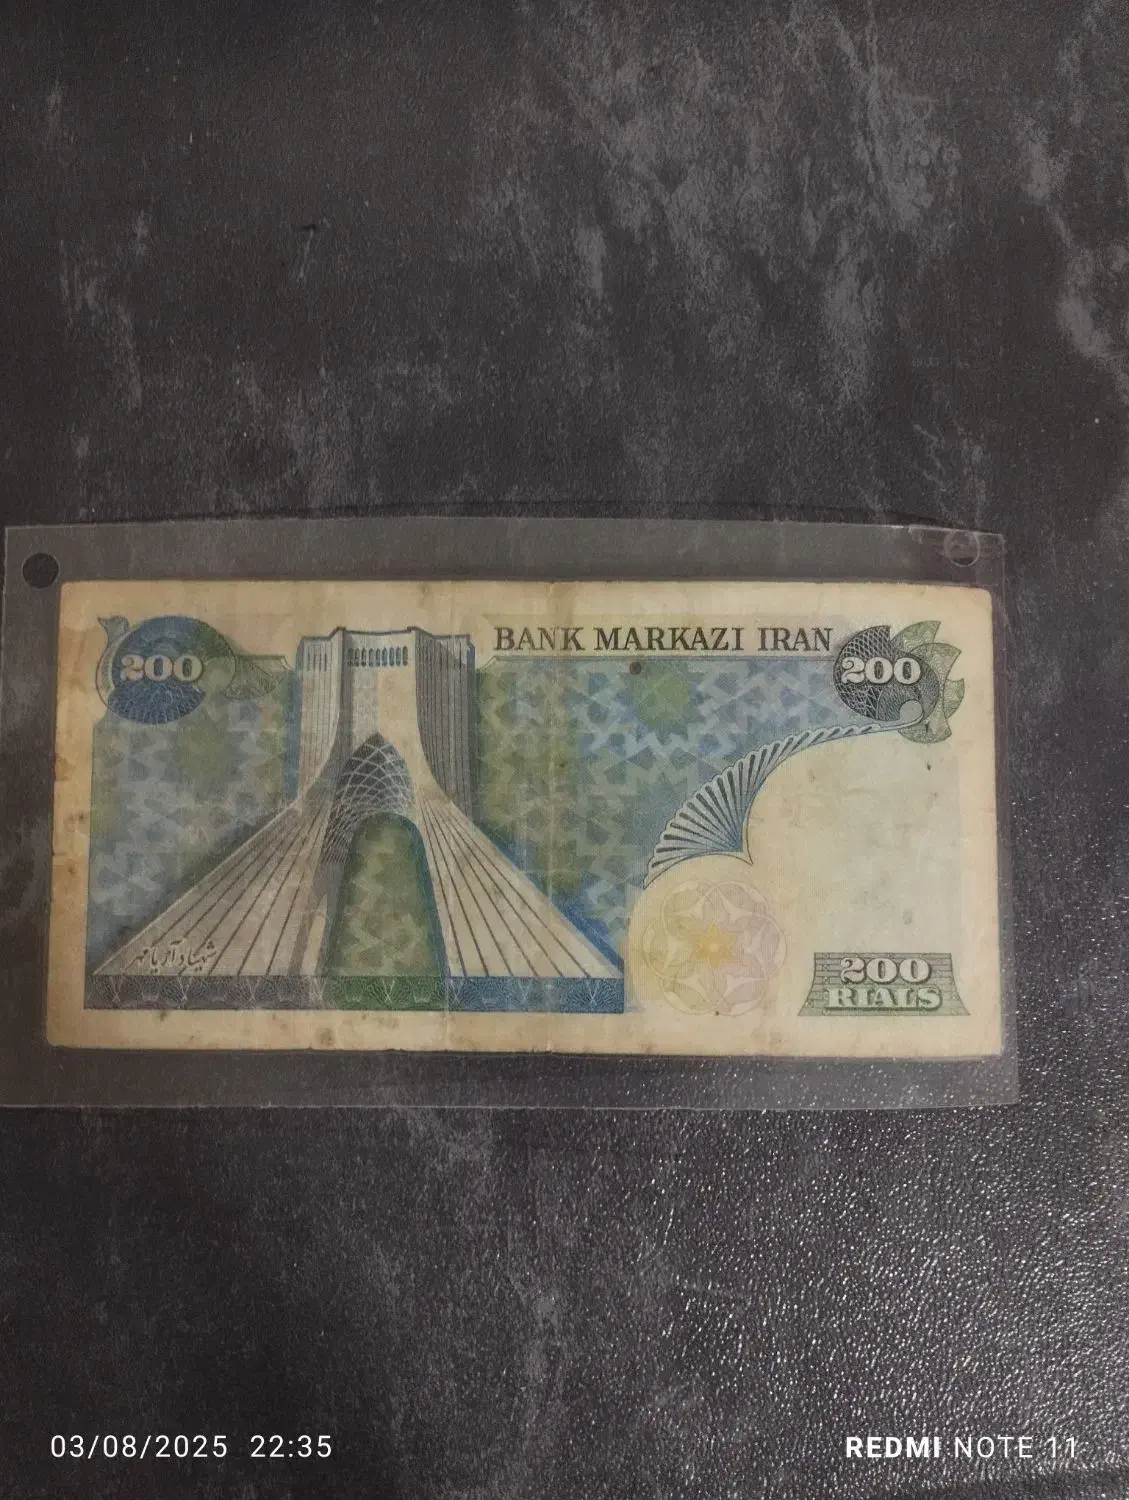 BANK MARKAZI IRAN
200
200
شهیاد آریامهر
200
RIALS
03/08/2025 22:35
REDMI NOTE 11